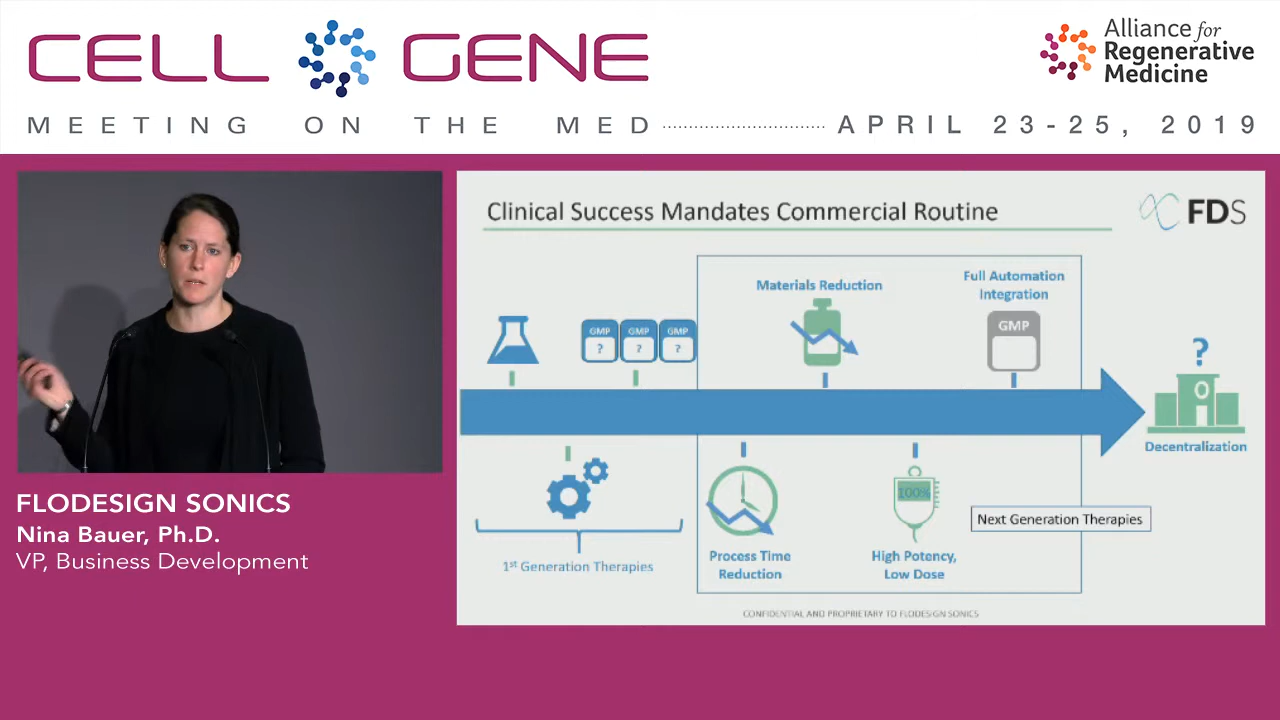 CELL GENE
MEETING ON THE MED
APRIL 23-25, 2019
Alliance for
Regenerative
Medicine
FLODESIGN SONICS
Nina Bauer, Ph.D.
VP, Business Development
Clinical Success Mandates Commercial Routine
FDS
Materials Reduction
Full Automation
Integration
GMP
?
GMP
?
GMP
?
GMP
?
Decentralization
1st Generation Therapies
Process Time
Reduction
100%
High Potency,
Low Dose
Next Generation Therapies
CONFIDENTIAL AND PROPRIETARY TO FLODESIGN SONICS